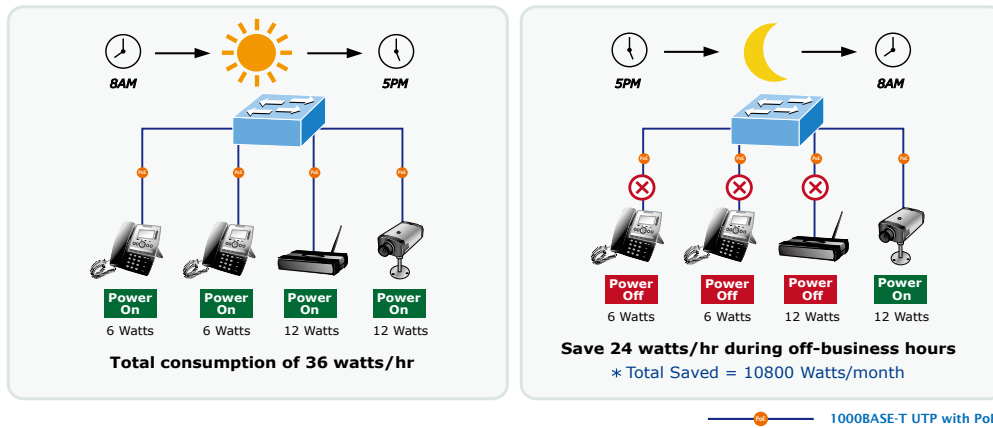 8AM
5PM
PoE
PoE
PoE
PoE
Power
On
Power
On
Power
On
Power
On
6 Watts
6 Watts
12 Watts
12 Watts
Total consumption of 36 watts/hr
5PM
8AM
PoE
PoE
PoE
PoE
Power
Off
Power
Off
Power
Off
Power
On
6 Watts
6 Watts
12 Watts
12 Watts
Save 24 watts/hr during off-business hours
* Total Saved = 10800 Watts/month
PoE
1000BASE-T UTP with PoE